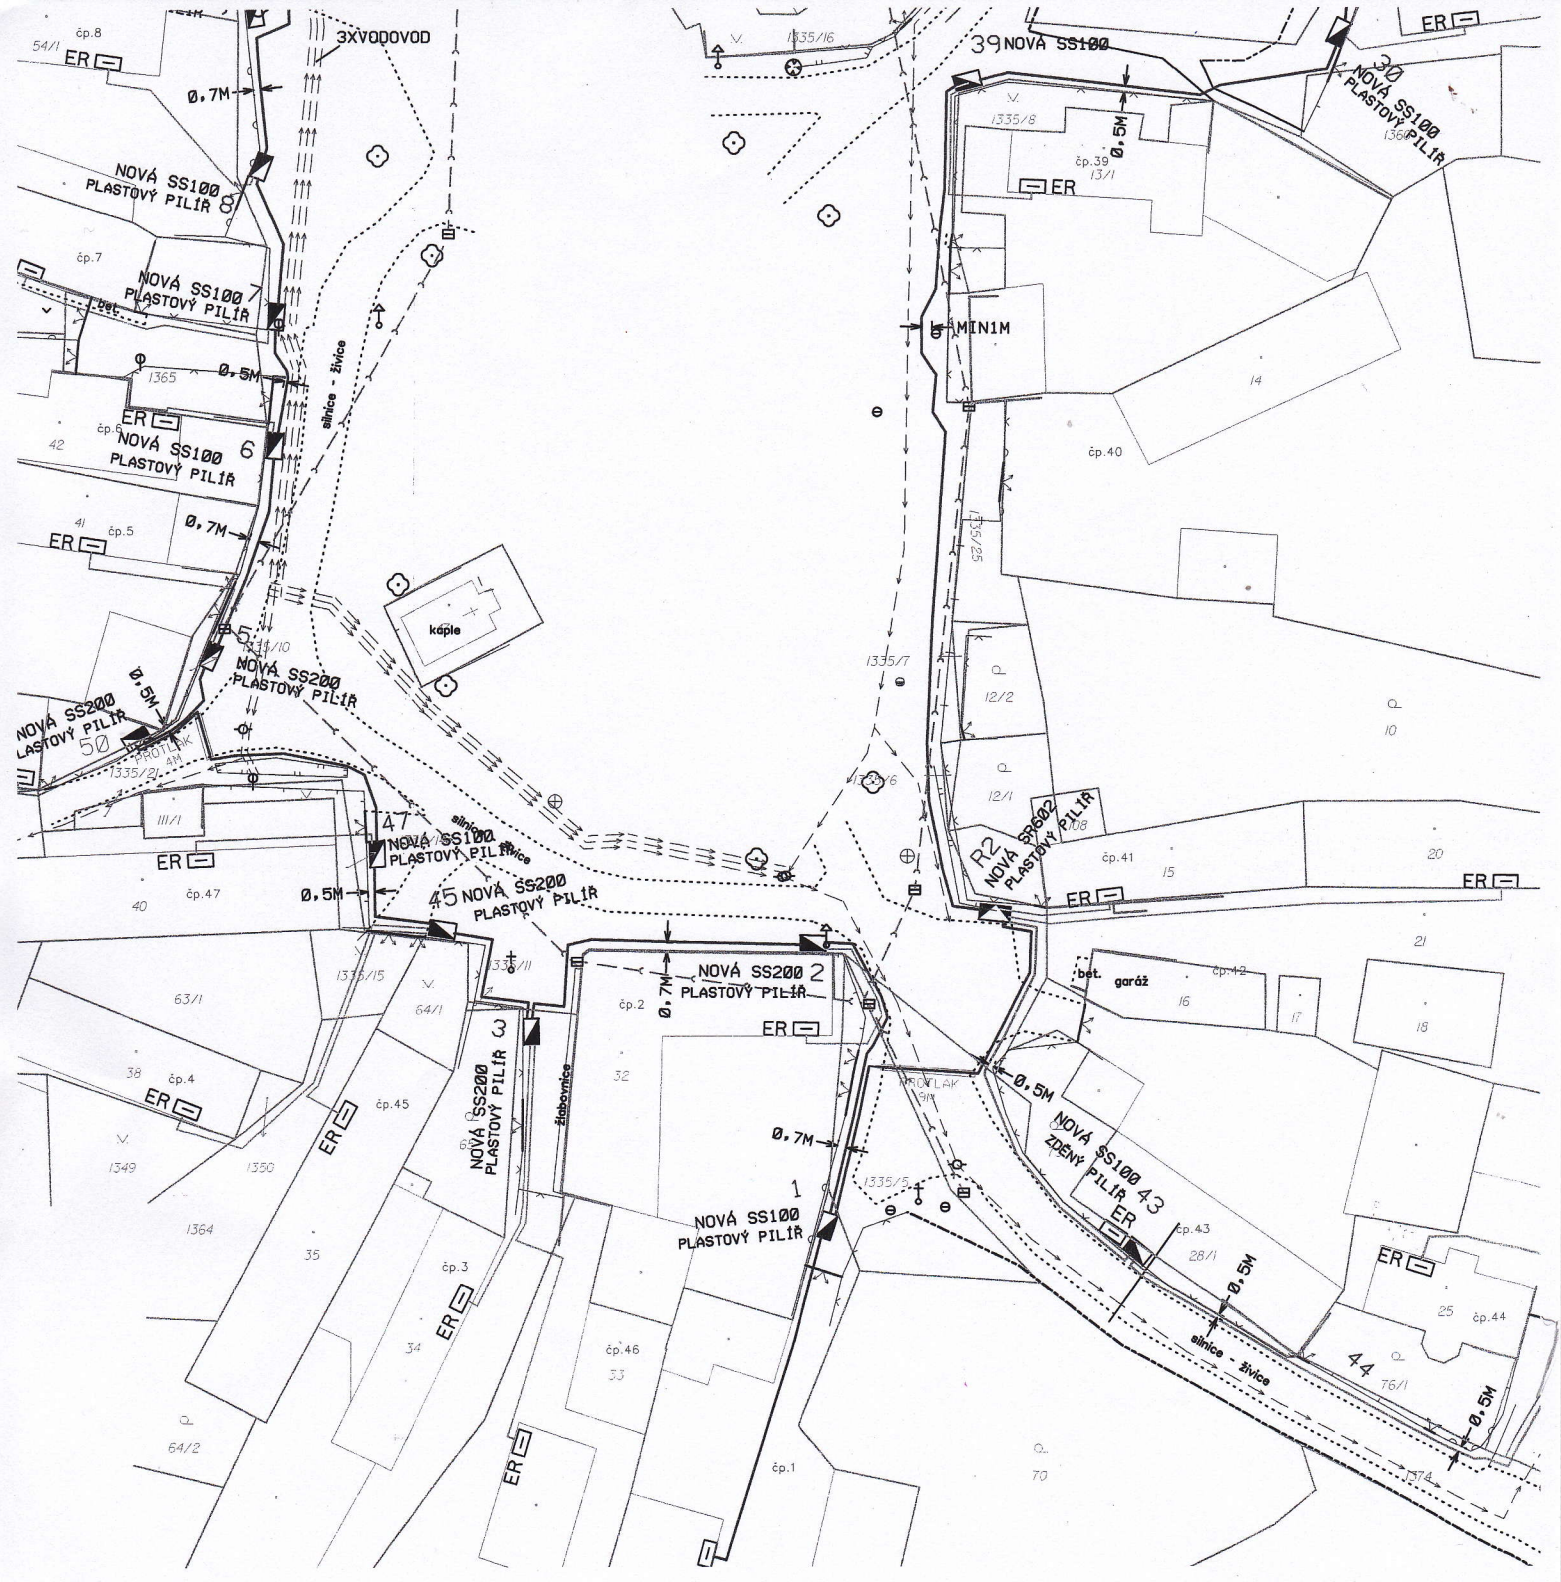 čp.8
54/1
ER
3XVODOVOD
0,7M
NOVÁ SS100
PLASTOVÝ PILÍŘ
8
čp.7
NOVÁ SS100
PLASTOVÝ PILÍŘ
7
bet.
0.5M
1365
ER
čp.6
42
NOVÁ SS100
PLASTOVÝ PILÍŘ
6
silnice - živice
41
čp.5
ER
0,7M
5
1335/10
NOVÁ SS200
PLASTOVÝ PILÍŘ
0,5M
NOVÁ SS200
LASTOVÝ PILÍŘ
50
PROTLAK
4M
1335/21
kaple
111/1
ER
čp.47
40
47
NOVÁ SS100
PLASTOVÝ PILÍŘ
0.5M
45
NOVÁ SS200
PLASTOVÝ PILÍŘ
1335/15
1335/11
63/1
64/1
38
čp.4
ER
ER
čp.45
1349
1350
1364
35
3
NOVÁ SS200
PLASTOVÝ PILÍŘ
žlabovnice
čp.2
0,7M
NOVÁ SS200
PLASTOVÝ PILÍŘ
2
ER
32
čp.3
ER
34
64/2
čp.46
33
ER
čp.1
1
NOVÁ SS100
PLASTOVÝ PILÍŘ
0.7M
1335/5
PROTLAK
9M
1335/16
39
NOVÁ SS100
ER
30
NOVÁ SS100
PLASTOVÝ PILÍŘ
1360
1335/8
0.5M
čp.39
13/1
ER
MIN1M
14
čp.40
1335/25
1335/7
12/2
10
1335/6
12/1
R2
NOVÁ SR602
PLASTOVÝ PILÍŘ
108
čp.41
15
ER
20
ER
21
bet.
garáž
čp.42
16
17
18
0,5M
NOVÁ SS100
ZDĚNÝ PILÍŘ
43
ER
čp.43
28/1
0,5M
ER
25
čp.44
44
76/1
silnice - živice
0,5M
1374
70